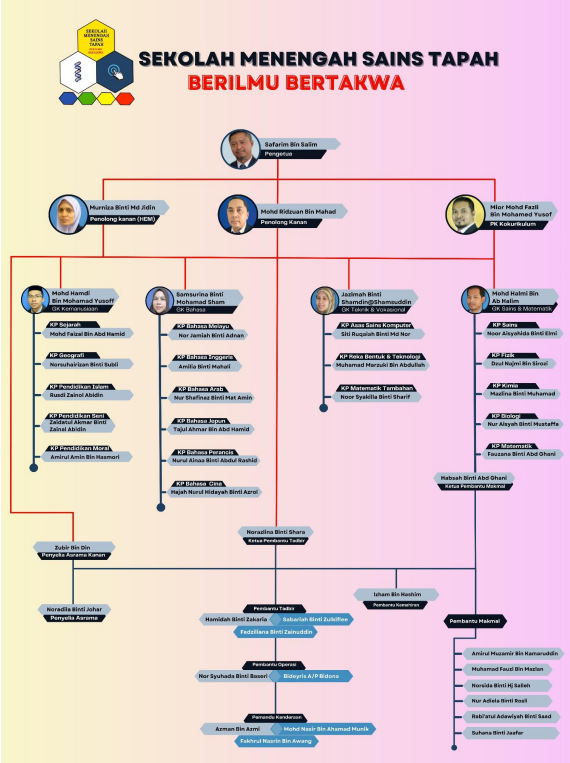 SEKOLAH
MENENGAH
SAINS
TAPAH
BERILMU
BERTAKWA
SEKOLAH MENENGAH SAINS TAPAH
BERILMU BERTAKWA
Safarim Bin Salim
Pengetua
Murniza Binti Md Jidin
Penolong kanan (HEM)
Mohd Ridzuan Bin Mahad
Penolong Kanan
Mior Mohd Fazli
Bin Mohamed Yusof
PK Kokurikulum
Mohd Hamdi
Bin Mohamad Yusoff
GK Kemanusiaan
KP Sejarah
Mohd Faizal Bin Abd Hamid
KP Geografi
Norsuhairizan Binti Subli
KP Pendidikan Islam
Rusdi Zainol Abidin
KP Pendidikan Seni
Zaidatul Akmar Binti
Zainal Abidin
KP Pendidikan Moral
Amirul Amin Bin Hasmori
Samsurina Binti
Mohamad Sham
GK Bahasa
KP Bahasa Melayu
Nor Jamiah Binti Adnan
KP Bahasa Inggeris
Amilia Binti Mahali
KP Bahasa Arab
Nur Shafinaz Binti Mat Amin
KP Bahasa Jepun
Tajul Ahmar Bin Abd Hamid
KP Bahasa Perancis
Nurul Ainaa Binti Abdul Rashid
KP Bahasa Cina
Hajah Nurul Hidayah Binti Azrol
Jazimah Binti
Shamdin@Shamsuddin
GK Teknik & Vokasional
KP Asas Sains Komputer
Siti Ruqaiah Binti Md Nor
KP Reka Bentuk & Teknologi
Muhamad Marzuki Bin Abdullah
KP Matematik Tambahan
Noor Syakilla Binti Sharif
Mohd Halmi Bin
Ab Halim
GK Sains & Matematik
KP Sains
Noor Aisyahida Binti Elmi
KP Fizik
Dzul Najmi Bin Sirozi
KP Kimia
Mazlina Binti Muhamad
KP Biologi
Nur Aisyah Binti Mustaffa
KP Matematik
Fauzana Binti Abd Ghani
Habsah Binti Abd Ghani
Ketua Pembantu Makmal
Norazlina Binti Shara
Ketua Pembantu Tadbir
Zubir Bin Din
Penyelia Asrama Kanan
Noradila Binti Johar
Penyelia Asrama
Izham Bin Hashim
Pembantu Kemahiran
Pembantu Tadbir
Hamidah Binti Zakaria
Sabariah Binti Zulkiflee
Fadziliana Binti Zainuddin
Pembantu Operasi
Nor Syuhada Binti Basori
Bideyris A/P Bidona
Pemandu Kenderaan
Azman Bin Azmi
Mohd Nasir Bin Ahamad Munik
Fakhrul Nasrin Bin Awang
Pembantu Makmal
Amirul Muzamir Bin Kamaruddin
Muhamad Fauzi Bin Mazlan
Norsida Binti Hj Salleh
Nur Adiela Binti Rosli
Rabi'atul Adawiyah Binti Saad
Suhana Binti Jaafar